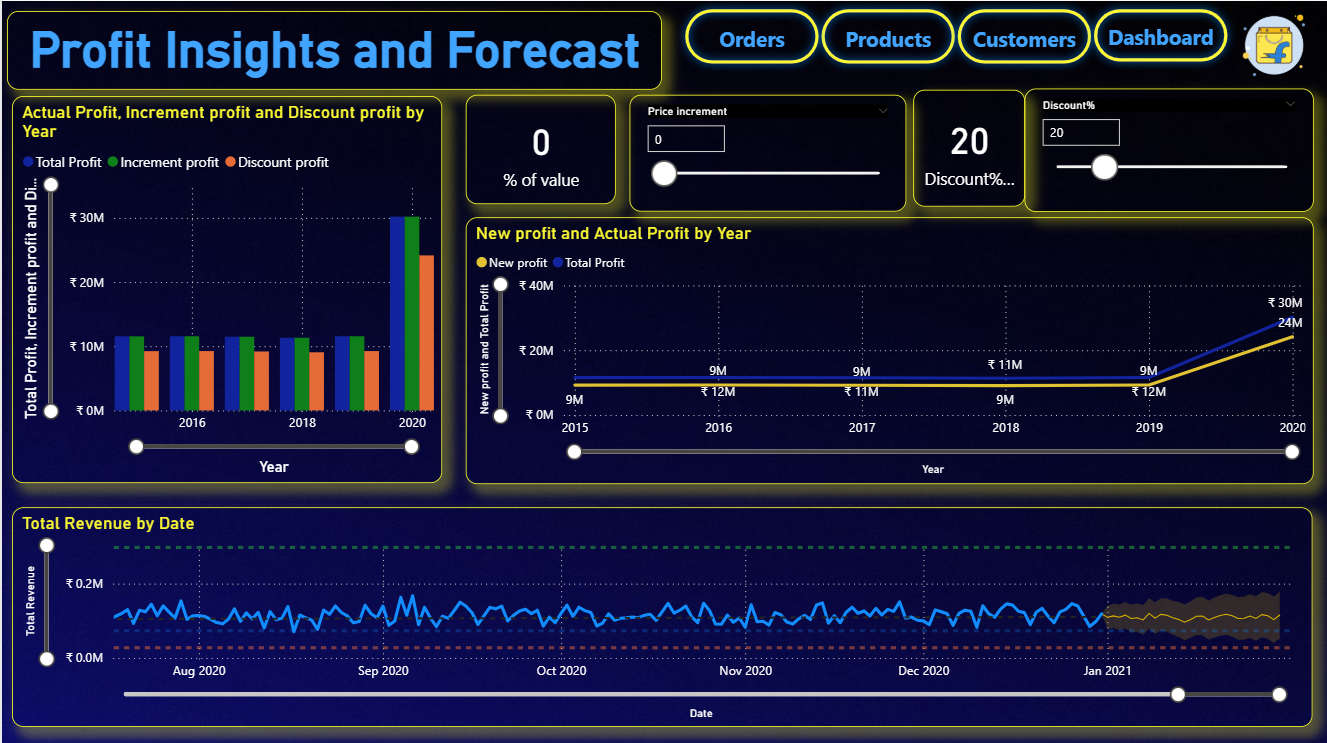 Profit Insights and Forecast
Orders
Products
Customers
Dashboard
Actual Profit, Increment profit and Discount profit by
Year
Total Profit Increment profit Discount profit
Total Profit, Increment profit and Di...
₹ 30M
₹ 20M
₹ 10M
₹ 0M
2016
2018
2020
Year
0
% of value
Price increment
0
20
Discount%...
Discount%
20
New profit and Actual Profit by Year
New profit Total Profit
New profit and Total Profit
₹ 40M
₹ 20M
₹ 0M
9M
9M
₹ 12M
9M
₹ 11M
₹ 11M
9M
9M
₹ 12M
₹ 30M
24M
2015
2016
2017
2018
2019
2020
Year
Total Revenue by Date
Total Revenue
₹ 0.2M
₹ 0.0M
Aug 2020
Sep 2020
Oct 2020
Nov 2020
Dec 2020
Jan 2021
Date